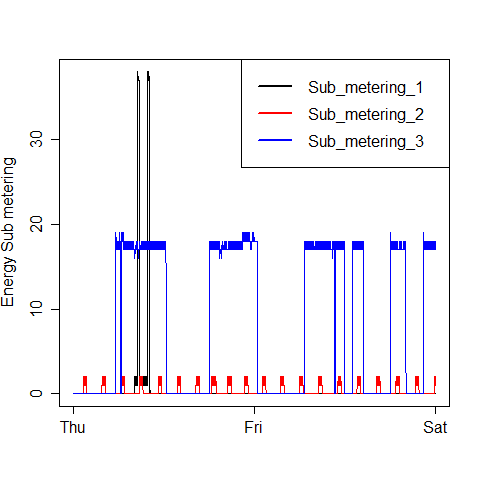 Sub_metering_1
Sub_metering_2
Sub_metering_3
Energy Sub metering
30
20
10
0
Thu Fri Sat